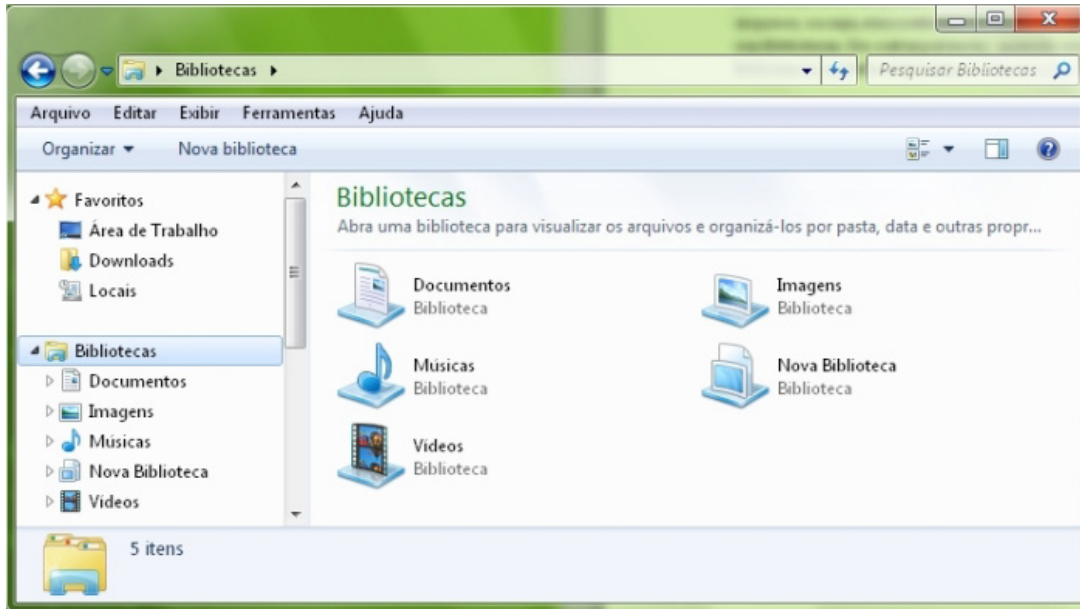 Bibliotecas
Pesquisar Bibliotecas
Arquivo Editar Exibir Ferramentas Ajuda
Organizar Nova biblioteca
Favoritos
Área de Trabalho
Downloads
Locais
Bibliotecas
Documentos
Imagens
Músicas
Nova Biblioteca
Vídeos
Bibliotecas
Abra uma biblioteca para visualizar os arquivos e organizá-los por pasta, data e outras propr...
Documentos
Biblioteca
Imagens
Biblioteca
Músicas
Biblioteca
Nova Biblioteca
Biblioteca
Vídeos
Biblioteca
5 itens